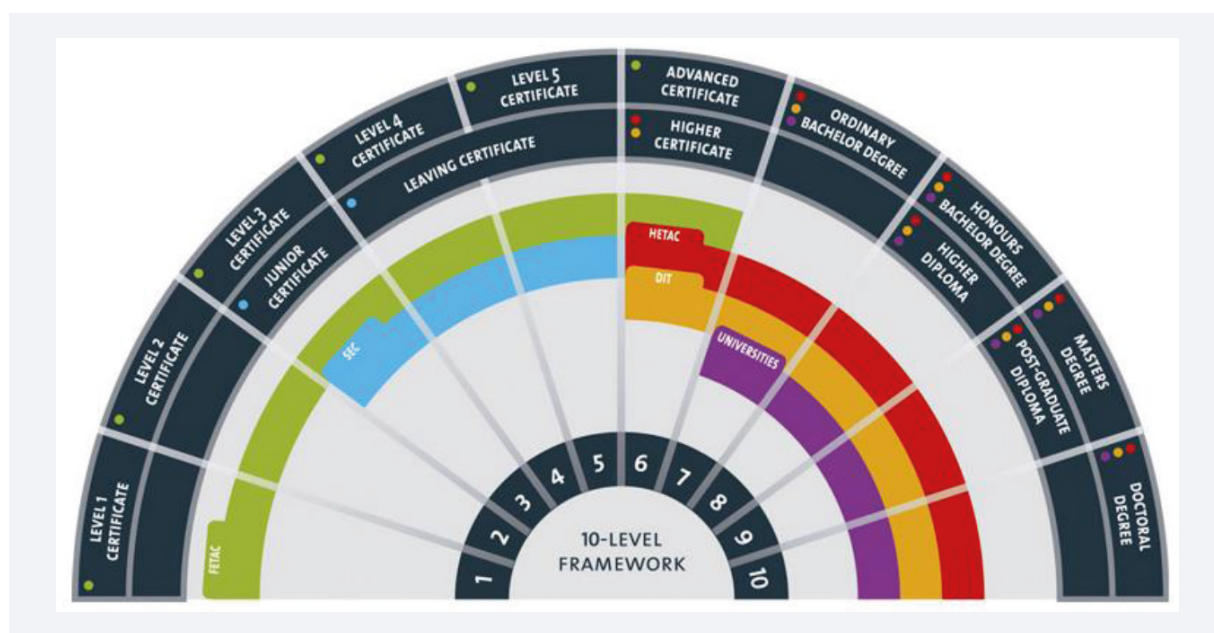 LEVEL 1
CERTIFICATE
LEVEL 2
CERTIFICATE
LEVEL 3
CERTIFICATE
JUNIOR
CERTIFICATE
LEVEL 4
CERTIFICATE
LEVEL 5
CERTIFICATE
LEAVING CERTIFICATE
ADVANCED
CERTIFICATE
HIGHER
CERTIFICATE
ORDINARY
BACHELOR DEGREE
HONOURS
BACHELOR DEGREE
HIGHER
DIPLOMA
MASTERS
DEGREE
POST-GRADUATE
DIPLOMA
DOCTORAL
DEGREE
FETAC
SEC
HETAC
DIT
UNIVERSITIES
1
2
3
4
5
6
7
8
9
10
10-LEVEL
FRAMEWORK